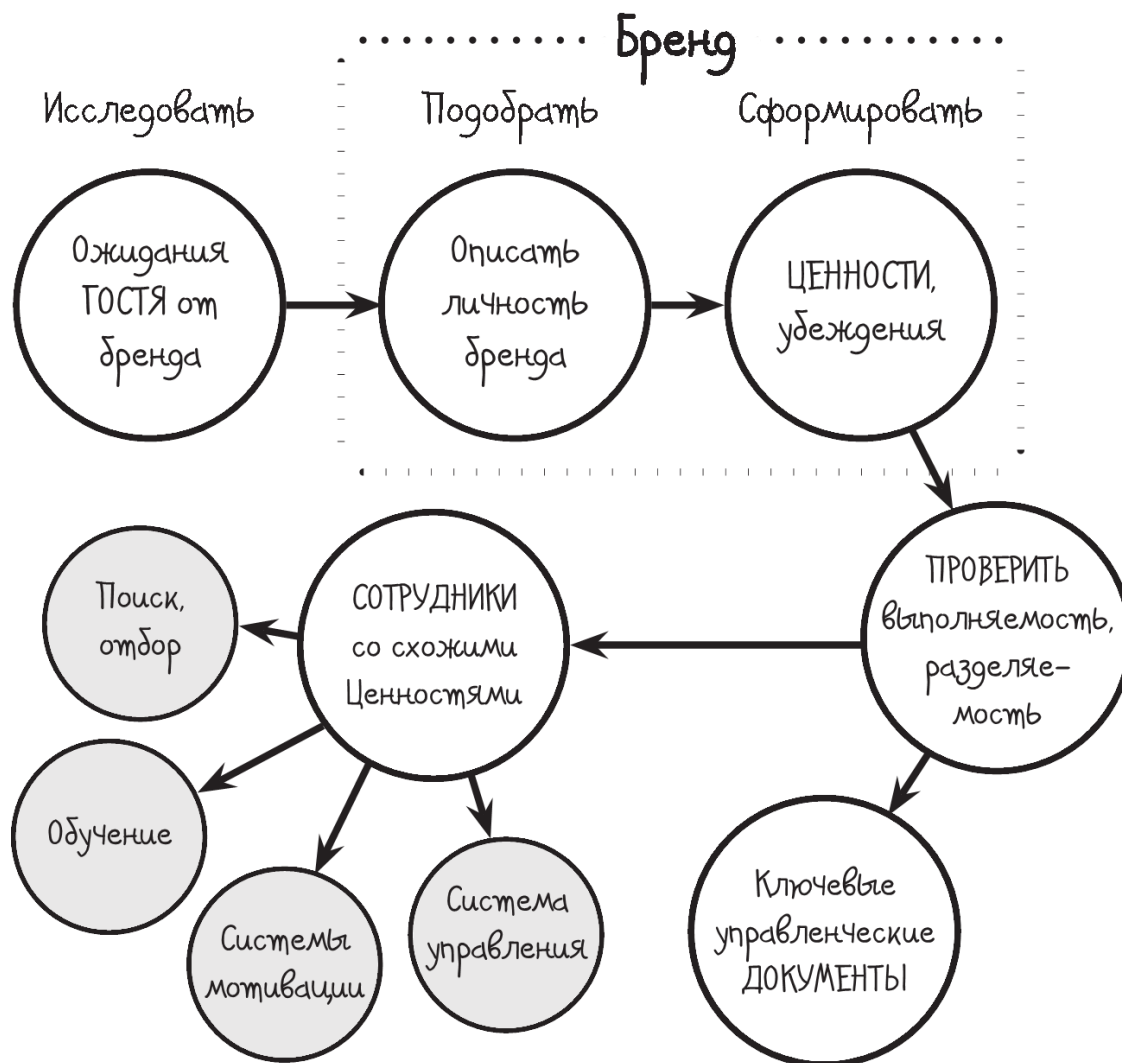 Бренд
Исследовать
Подобрать
Сформировать
Ожидания
ГОСТЯ от
бренда
Описать
личность
бренда
ЦЕННОСТИ,
убеждения
ПРОВЕРИТЬ
выполняемость,
разделяе-
мость
СОТРУДНИКИ
со схожими
Ценностями
Поиск,
отбор
Обучение
Системы
мотивации
Система
управления
Ключевые
управленческие
ДОКУМЕНТЫ